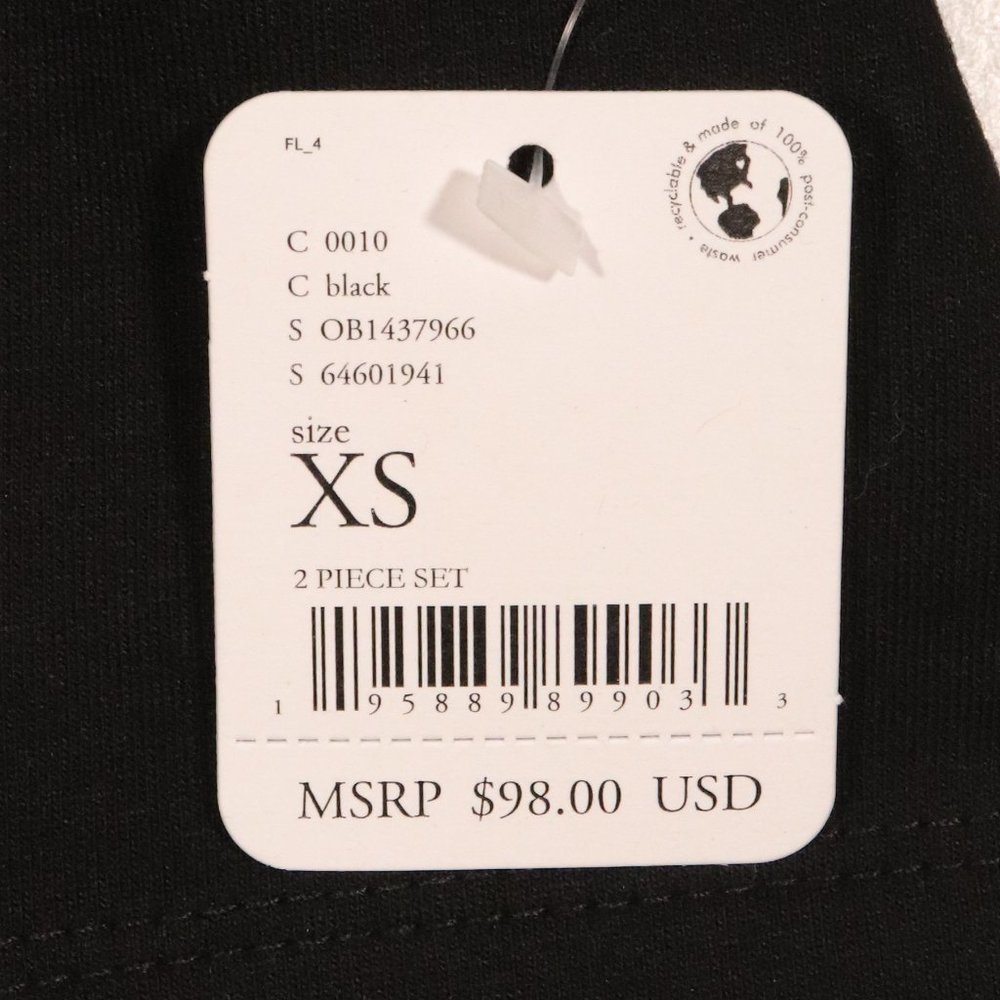 FL_4
recyclable & made of 100% post-consumer waste •
C 0010
C black
S OB1437966
S 64601941
size
XS
2 PIECE SET
1 95889 89903 3
MSRP $98.00 USD